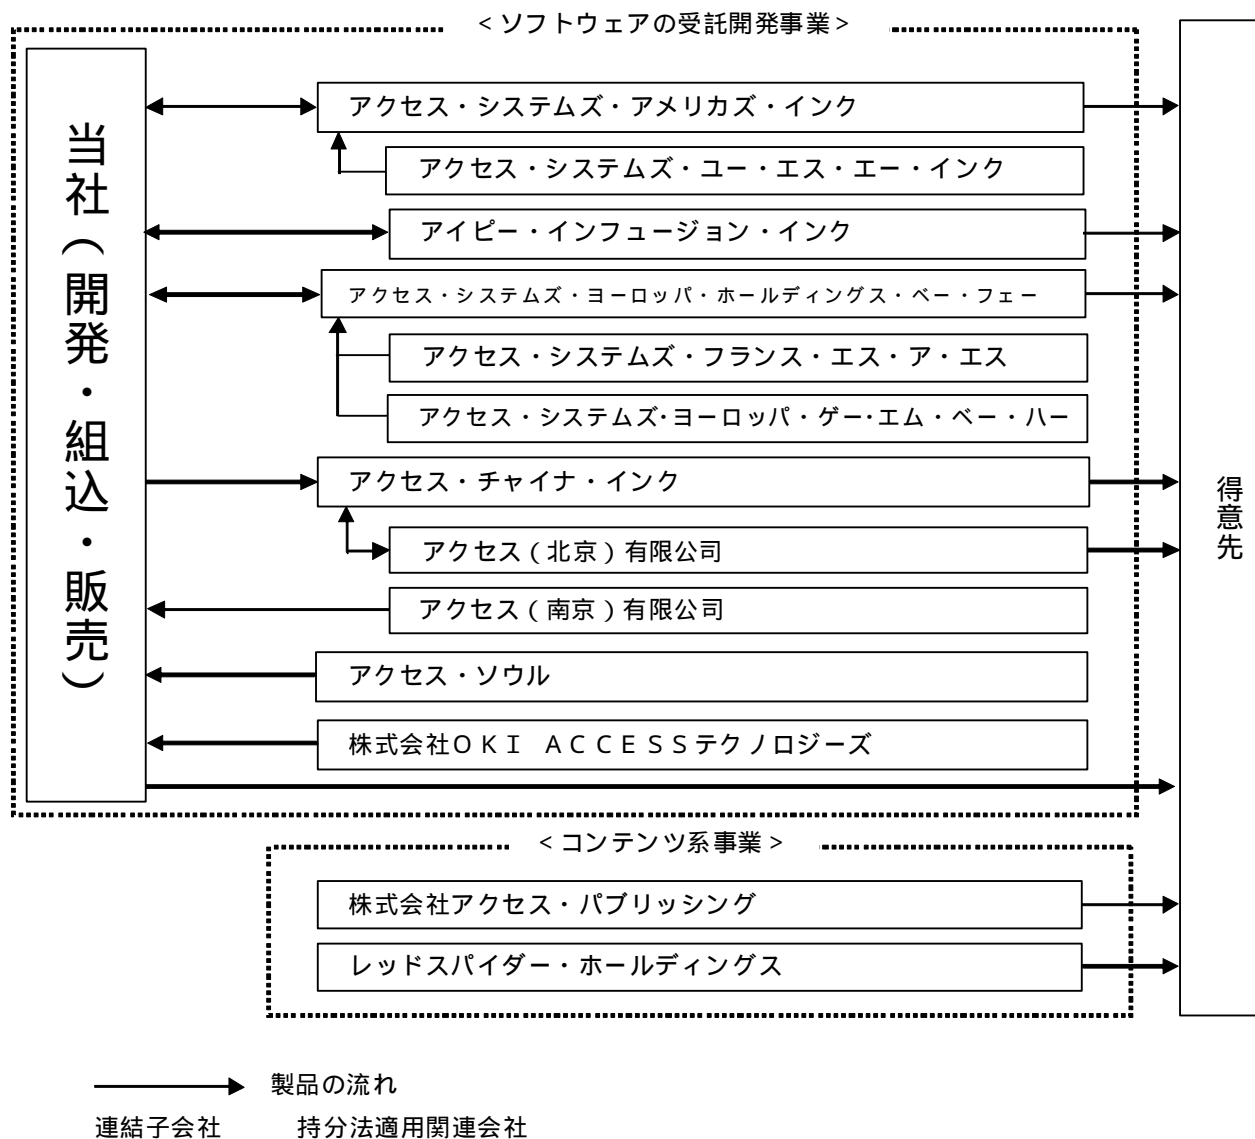 <ソフトウェアの受託開発事業>
当社(開発・組込・販売)
アクセス・システムズ・アメリカズ・インク
アクセス・システムズ・ユー・エス・エー・インク
アイピー・インフュージョン・インク
アクセス・システムズ・ヨーロッパ・ホールディングス・ベー・フェー
アクセス・システムズ・フランス・エス・ア・エス
アクセス・システムズ・ヨーロッパ・ゲー・エム・ベー・ハー
アクセス・チャイナ・インク
アクセス(北京)有限公司
アクセス(南京)有限公司
アクセス・ソウル
株式会社OKI ACCESSテクノロジーズ
得意先
<コンテンツ系事業>
株式会社アクセス・パブリッシング
レッドスパイダー・ホールディングス
製品の流れ
連結子会社 持分法適用関連会社